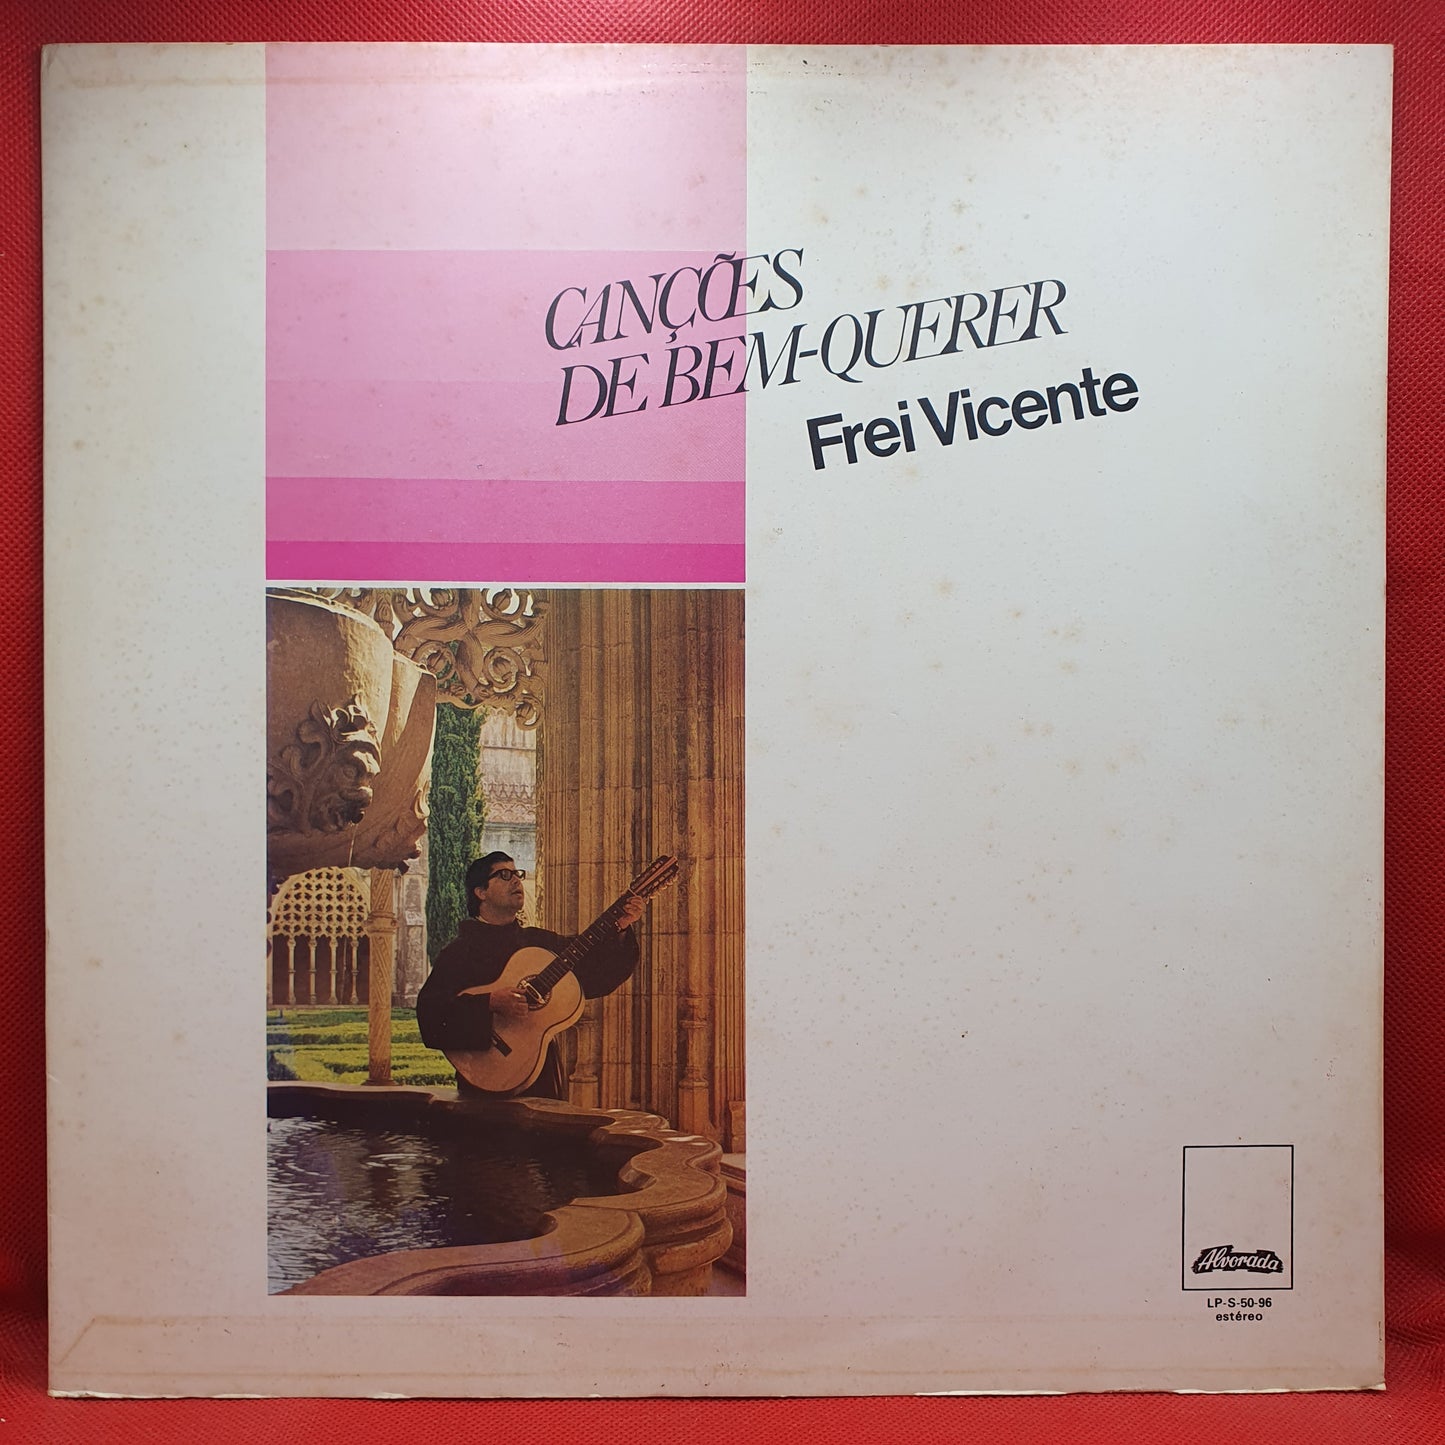 CANÇÕES
DE BEM-QUERER
Frei Vicente
Alvorada
LP-S-50-96
estéreo